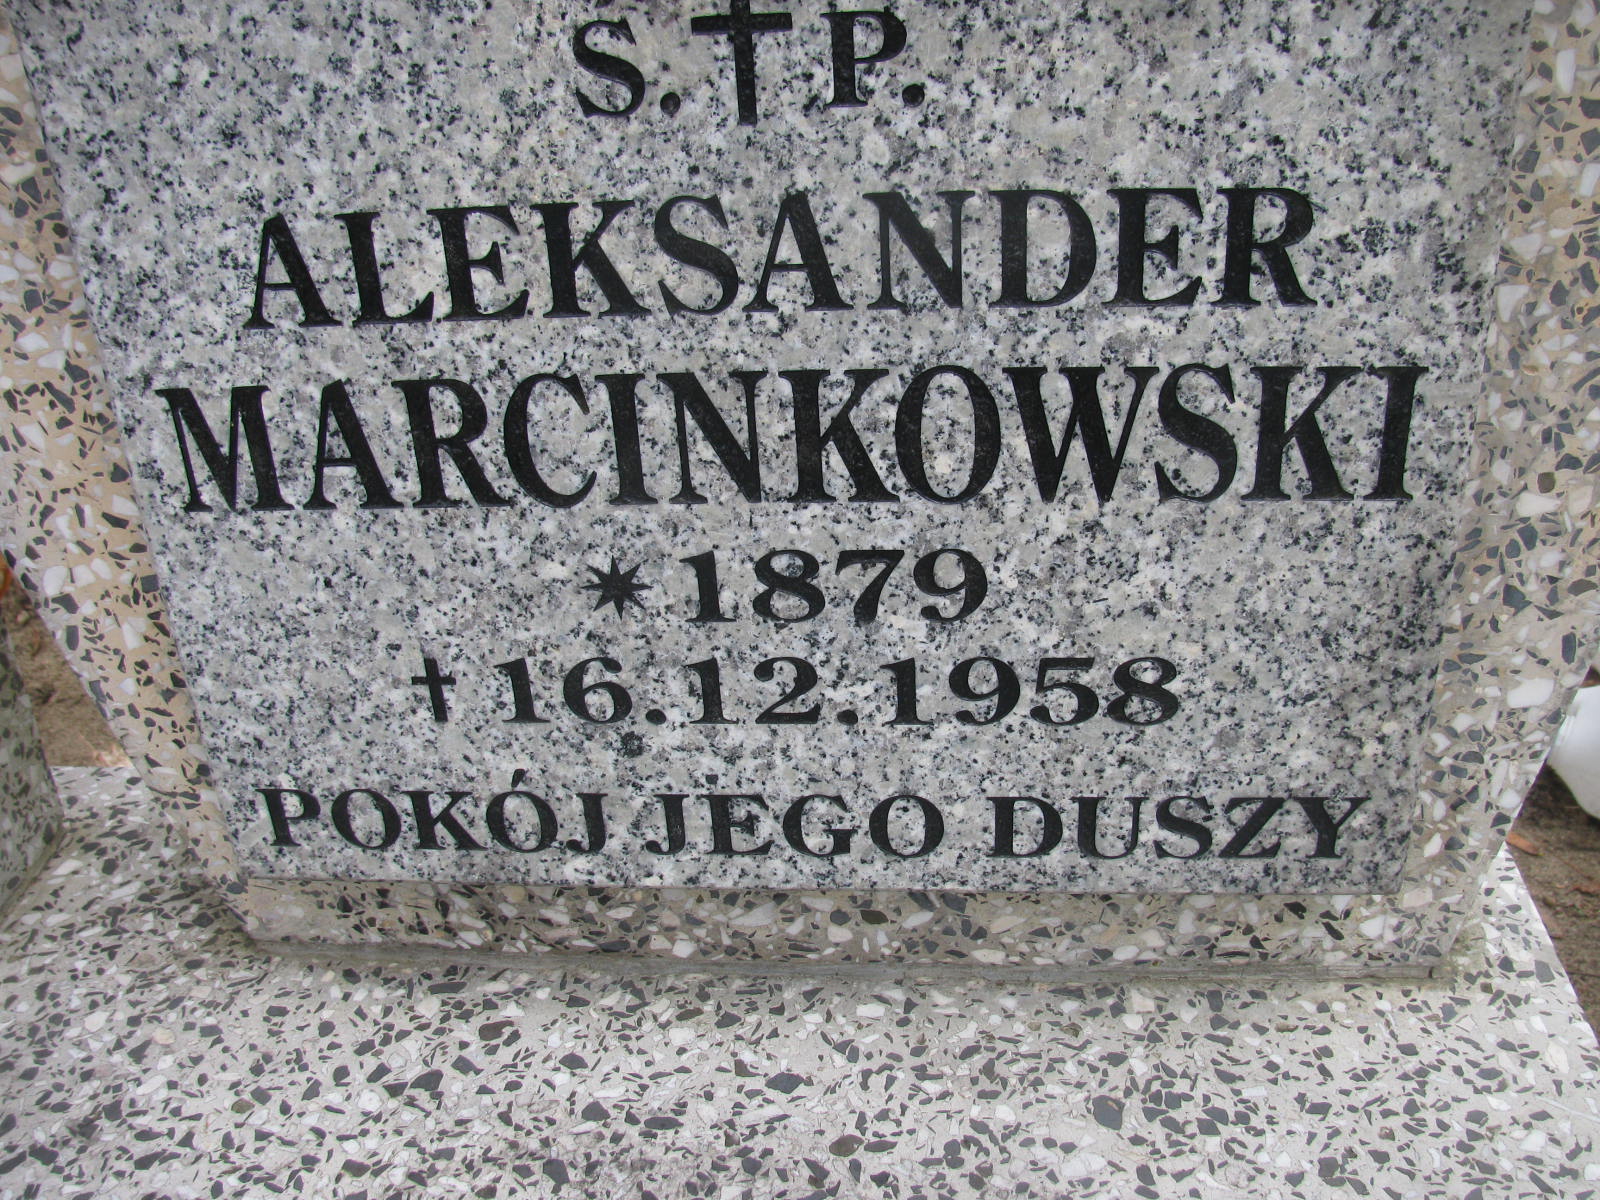 S. ✝ P.
ALEKSANDER
MARCINKOWSKI
* 1879
✝ 16.12.1958
POKÓJ JEGO DUSZY